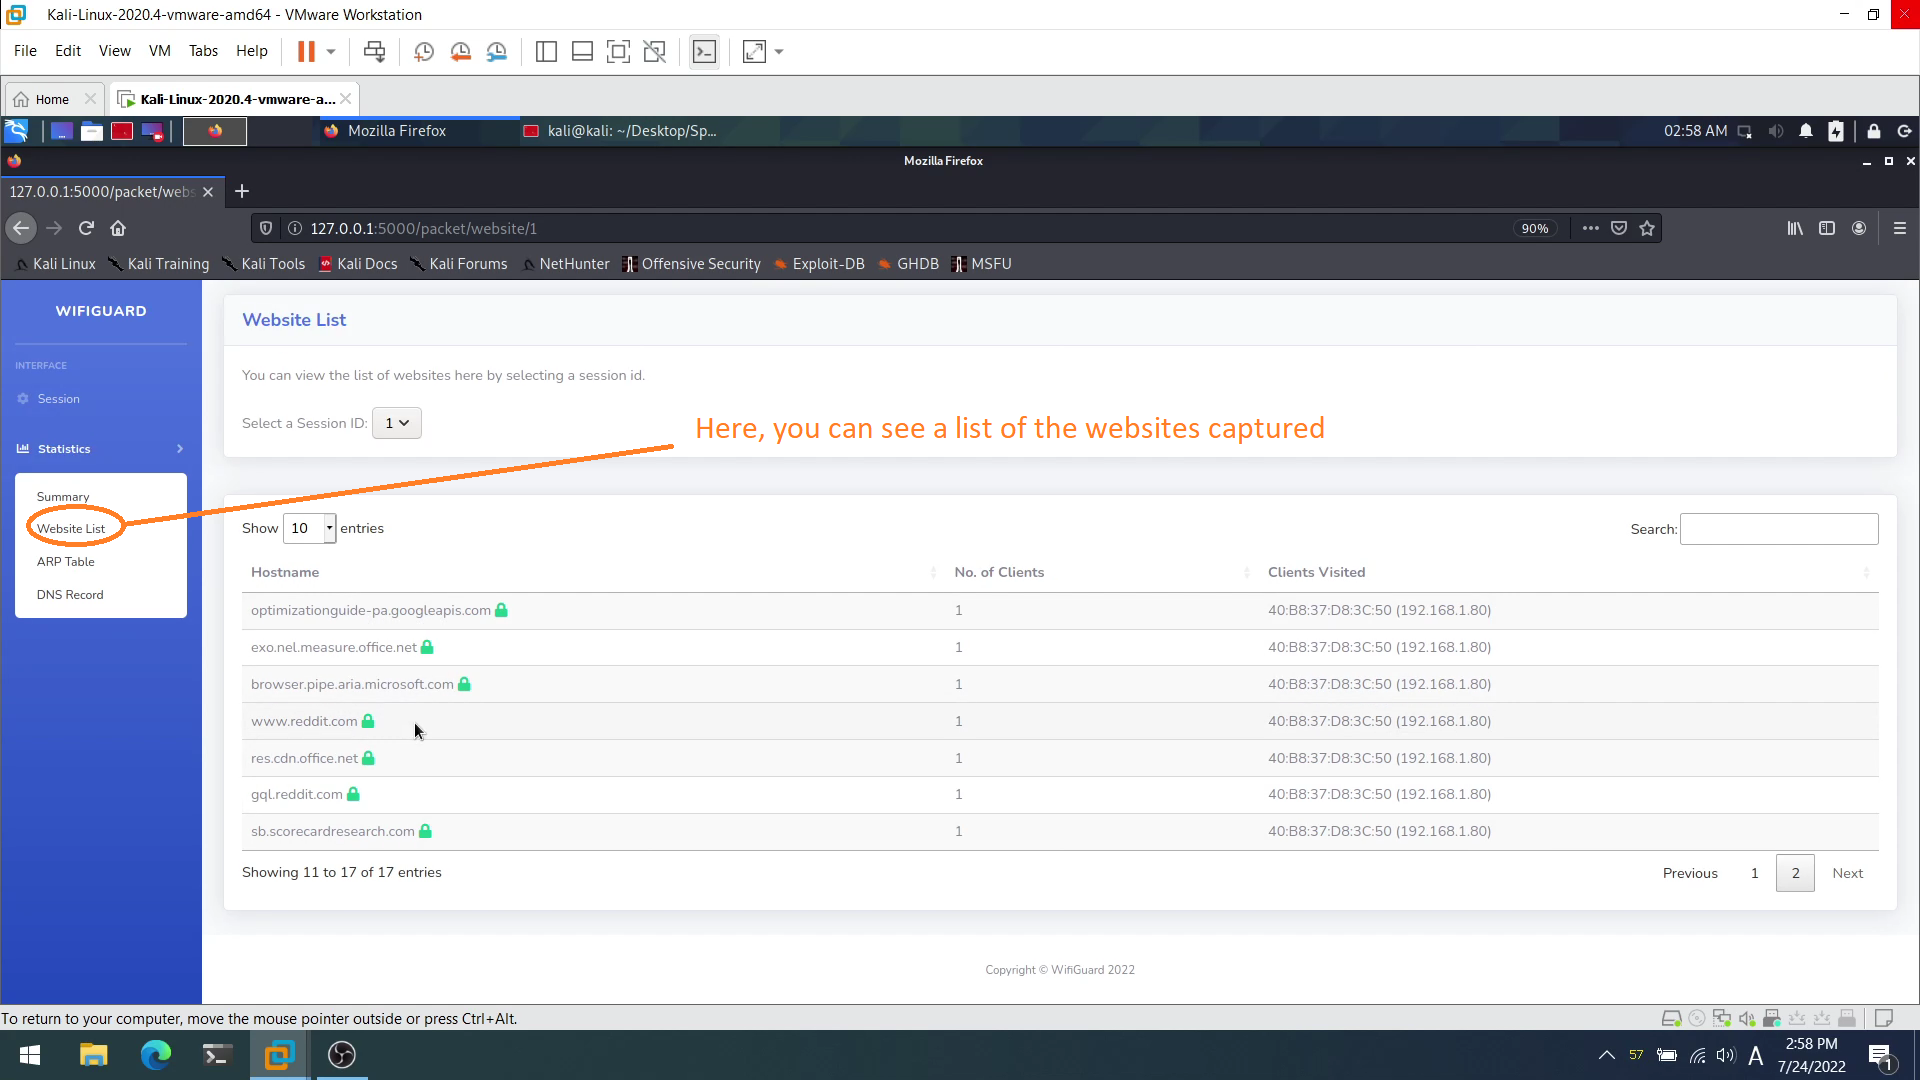 Kali-Linux-2020.4-vmware-amd64 - VMware Workstation
File Edit View VM Tabs Help
Home Kali-Linux-2020.4-vmware-a...
Mozilla Firefox kali@kali: ~/Desktop/Sp... 02:58 AM
Mozilla Firefox
127.0.0.1:5000/packet/webs
127.0.0.1:5000/packet/website/1 90%
Kali Linux Kali Training Kali Tools Kali Docs Kali Forums NetHunter Offensive Security Exploit-DB GHDB MSFU
WIFIGUARD
INTERFACE
Session
Statistics
Summary
Website List
ARP Table
DNS Record
Website List
You can view the list of websites here by selecting a session id.
Select a Session ID: 1
Here, you can see a list of the websites captured
Show 10 entries Search:
Hostname No. of Clients Clients Visited
optimizationguide-pa.googleapis.com 1 40:B8:37:D8:3C:50 (192.168.1.80)
exo.nel.measure.office.net 1 40:B8:37:D8:3C:50 (192.168.1.80)
browser.pipe.aria.microsoft.com 1 40:B8:37:D8:3C:50 (192.168.1.80)
www.reddit.com 1 40:B8:37:D8:3C:50 (192.168.1.80)
res.cdn.office.net 1 40:B8:37:D8:3C:50 (192.168.1.80)
gql.reddit.com 1 40:B8:37:D8:3C:50 (192.168.1.80)
sb.scorecardresearch.com 1 40:B8:37:D8:3C:50 (192.168.1.80)
Showing 11 to 17 of 17 entries Previous 1 2 Next
Copyright © WifiGuard 2022
To return to your computer, move the mouse pointer outside or press Ctrl+Alt.
57 A 2:58 PM
7/24/2022 1